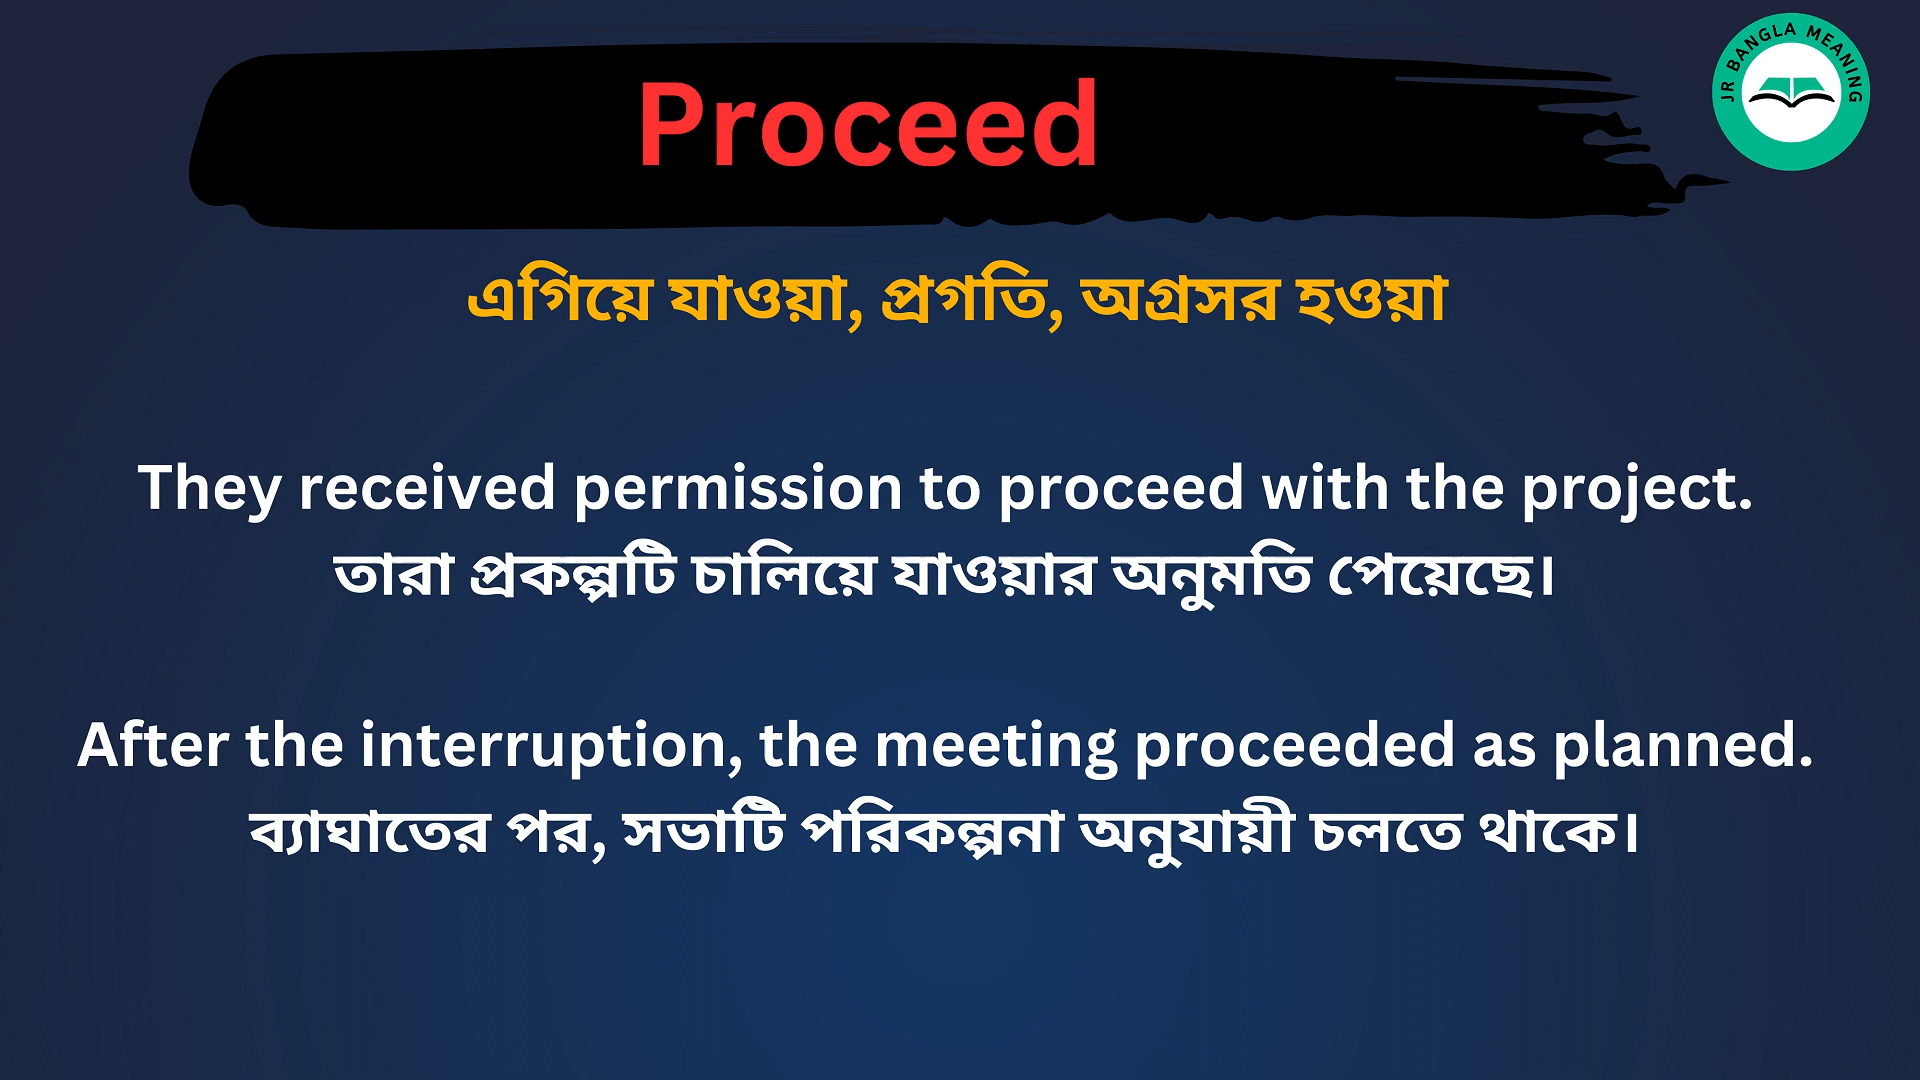 JR BANGLA MEANING
Proceed
এগিয়ে যাওয়া, প্রগতি, অগ্রসর হওয়া
They received permission to proceed with the project.
তারা প্রকল্পটি চালিয়ে যাওয়ার অনুমতি পেয়েছে।
After the interruption, the meeting proceeded as planned.
ব্যাঘাতের পর, সভাটি পরিকল্পনা অনুযায়ী চলতে থাকে।